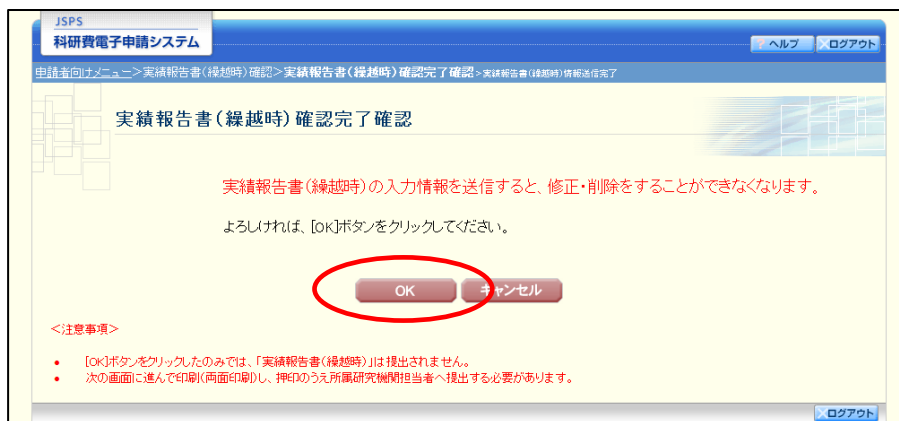 JSPS
科研費電子申請システム
? ヘルプ ログアウト
申請者向けメニュー>実績報告書(繰越時)確認>実績報告書(繰越時)確認完了確認>実績報告書(繰越時)情報送信完了
実績報告書(繰越時)確認完了確認
実績報告書(繰越時)の入力情報を送信すると、修正・削除をすることができなくなります。
よろしければ、[OK]ボタンをクリックしてください。
OK キャンセル
<注意事項>
• [OK]ボタンをクリックしたのみでは、「実績報告書(繰越時)」は提出されません。
• 次の画面に進んで印刷(両面印刷)し、押印のうえ所属研究機関担当者へ提出する必要があります。
ログアウト